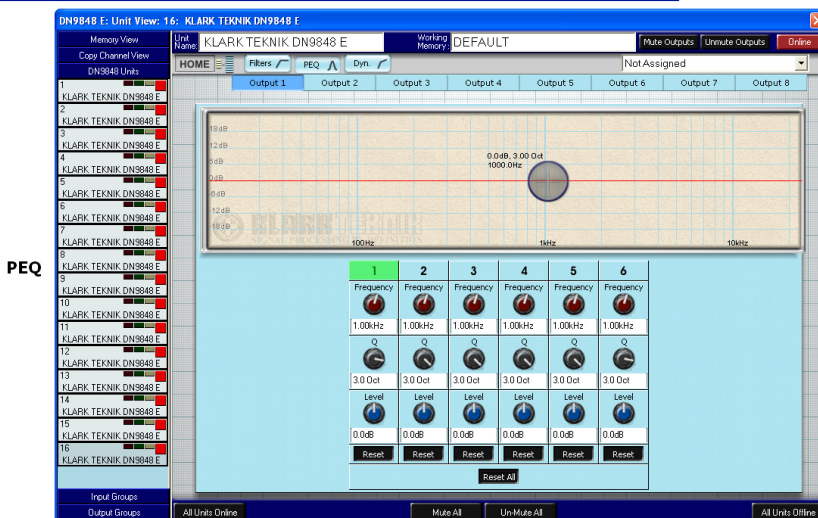 DN9848 E: Unit View: 16: KLARK TEKNIK DN9848 E
Memory View
Copy Channel View
DN9848 Units
1
KLARK TEKNIK DN9848 E
2
KLARK TEKNIK DN9848 E
3
KLARK TEKNIK DN9848 E
4
KLARK TEKNIK DN9848 E
5
KLARK TEKNIK DN9848 E
6
KLARK TEKNIK DN9848 E
7
KLARK TEKNIK DN9848 E
8
KLARK TEKNIK DN9848 E
9
KLARK TEKNIK DN9848 E
10
KLARK TEKNIK DN9848 E
11
KLARK TEKNIK DN9848 E
12
KLARK TEKNIK DN9848 E
13
KLARK TEKNIK DN9848 E
14
KLARK TEKNIK DN9848 E
15
KLARK TEKNIK DN9848 E
16
KLARK TEKNIK DN9848 E
Input Groups
Output Groups
PEQ
Unit Name: KLARK TEKNIK DN9848 E Working Memory: DEFAULT Mute Outputs Unmute Outputs Online
HOME Filters PEQ Dyn. Not Assigned
Output 1 Output 2 Output 3 Output 4 Output 5 Output 6 Output 7 Output 8
18dB
12dB
6dB
0dB
-6dB
-12dB
-18dB
0.0dB, 3.00 Oct
1000.0Hz
KLARK TEKNIK
100Hz 1kHz 10kHz
1 2 3 4 5 6
Frequency Frequency Frequency Frequency Frequency Frequency
1.00kHz 1.00kHz 1.00kHz 1.00kHz 1.00kHz 1.00kHz
Q Q Q Q Q Q
3.0 Oct 3.0 Oct 3.0 Oct 3.0 Oct 3.0 Oct 3.0 Oct
Level Level Level Level Level Level
0.0dB 0.0dB 0.0dB 0.0dB 0.0dB 0.0dB
Reset Reset Reset Reset Reset Reset
Reset All
All Units Online Mute All Un-Mute All All Units Offline